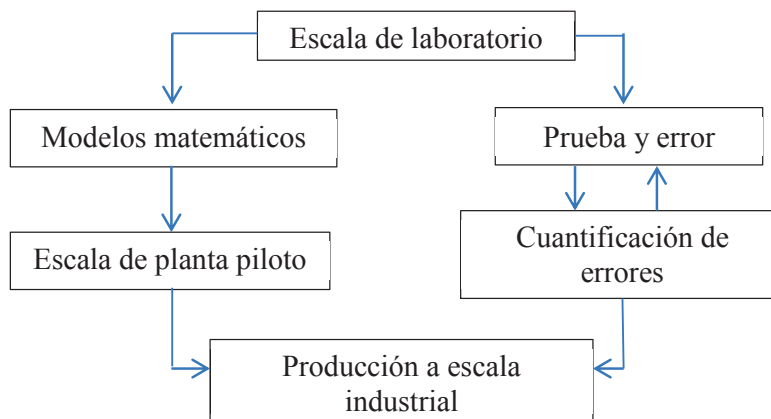 Escala de laboratorio
Modelos matemáticos
Prueba y error
Escala de planta piloto
Cuantificación de
errores
Producción a escala
industrial